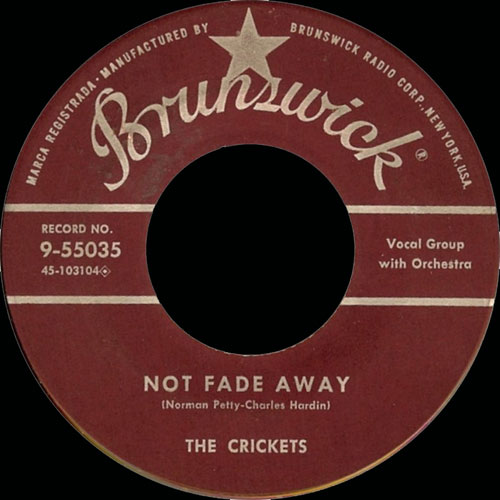 MARCA REGISTRADA · MANUFACTURED BY BRUNSWICK RADIO CORP., NEW YORK, U.S.A.
Brunswick ®
RECORD NO.
9-55035
45-103104
Vocal Group
with Orchestra
NOT FADE AWAY
(Norman Petty-Charles Hardin)
THE CRICKETS